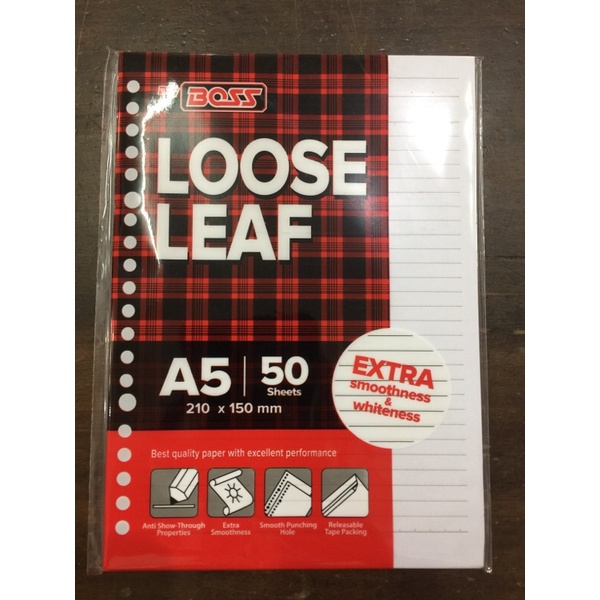 BOSS
LOOSE
LEAF
A5
50
Sheets
210 x 150 mm
EXTRA
smoothness
&
whiteness
Best quality paper with excellent performance
Anti Show-Through
Properties
Extra
Smoothness
Smooth Punching
Hole
Releasable
Tape Packing